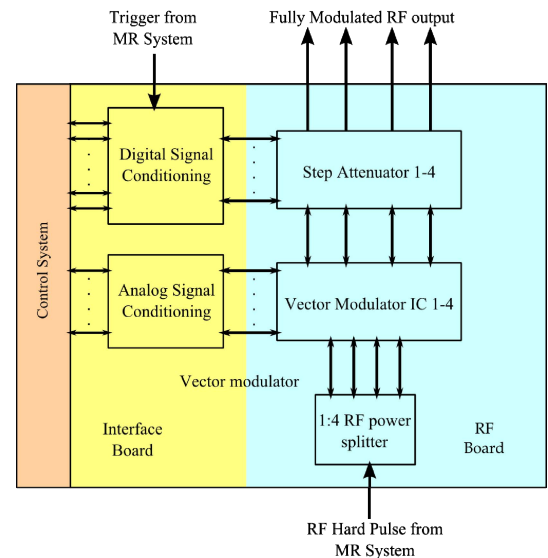 Trigger from
MR System
Fully Modulated RF output
Control System
Digital Signal
Conditioning
Step Attenuator 1-4
Analog Signal
Conditioning
Vector Modulator IC 1-4
Vector modulator
1:4 RF power
splitter
Interface
Board
RF
Board
RF Hard Pulse from
MR System